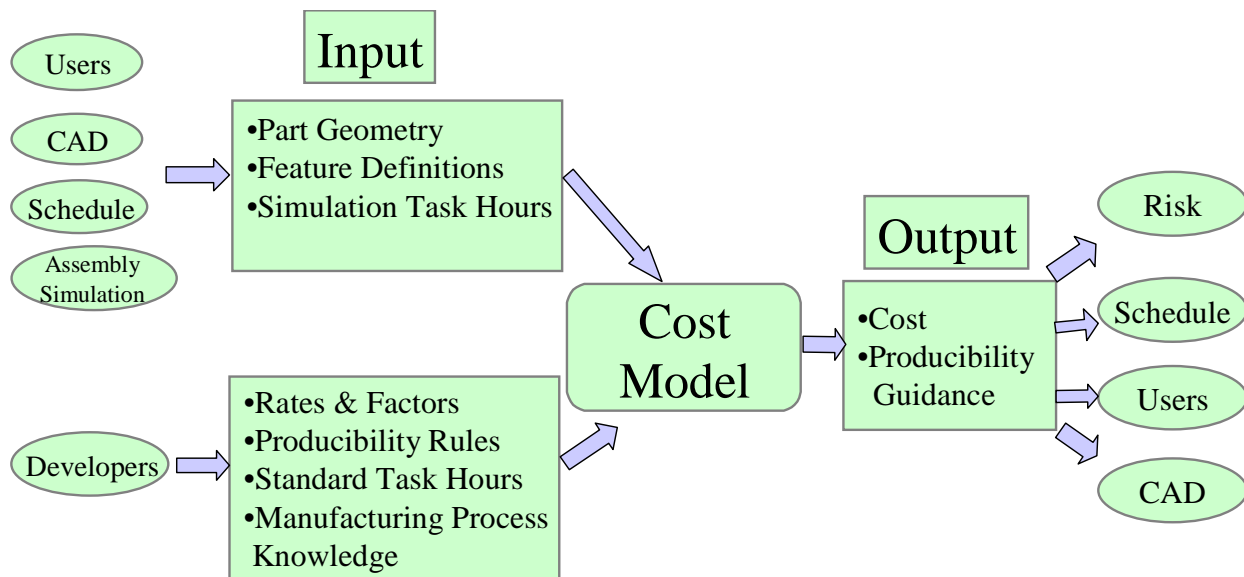 Input
Users
CAD
Schedule
Assembly
Simulation
•Part Geometry
•Feature Definitions
•Simulation Task Hours
Developers
•Rates & Factors
•Producibility Rules
•Standard Task Hours
•Manufacturing Process
Knowledge
Cost
Model
Output
•Cost
•Producibility
Guidance
Risk
Schedule
Users
CAD